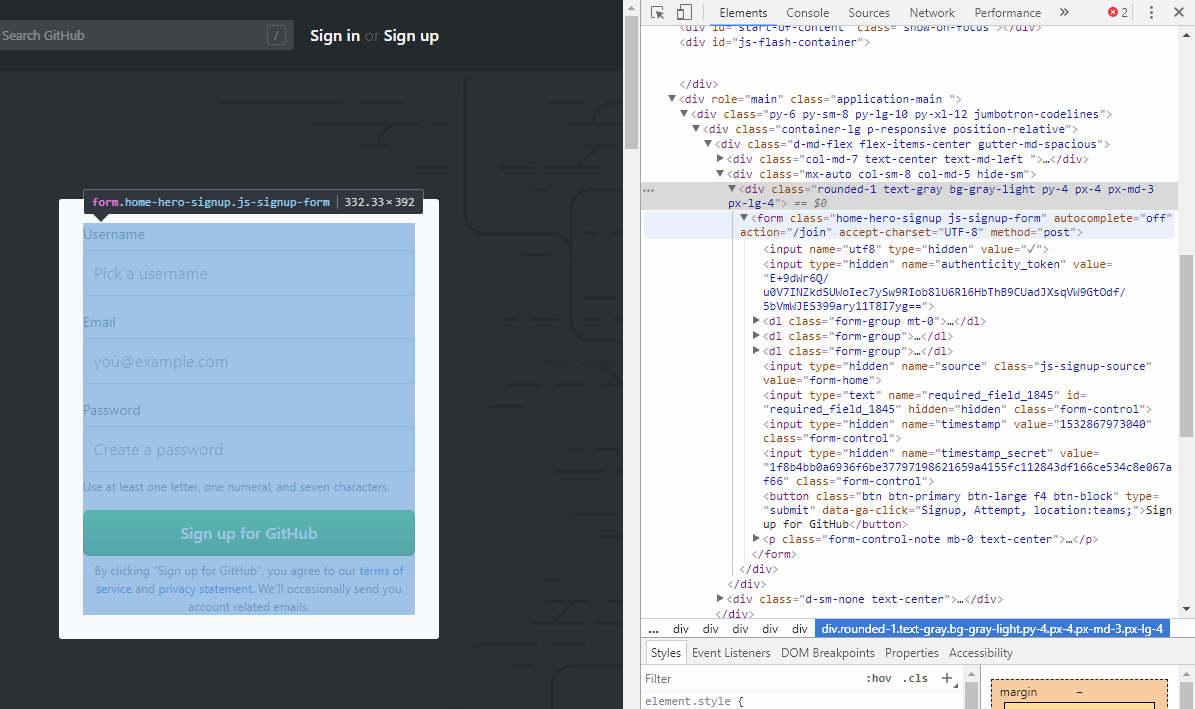 Search GitHub /
Sign in or Sign up
form.home-hero-signup.js-signup-form 332.33 × 392
Username
Pick a username
Email
you@example.com
Password
Create a password
Use at least one letter, one numeral, and seven characters.
Sign up for GitHub
By clicking “Sign up for GitHub”, you agree to our terms of
service and privacy statement. We’ll occasionally send you
account related emails.
Elements Console Sources Network Performance » 2
<div id="start-of-content" class="show-on-focus"></div>
<div id="js-flash-container">
</div>
<div role="main" class="application-main ">
<div class="py-6 py-sm-8 py-lg-10 py-xl-12 jumbotron-codelines">
<div class="container-lg p-responsive position-relative">
<div class="d-md-flex flex-items-center gutter-md-spacious">
<div class="col-md-7 text-center text-md-left ">…</div>
<div class="mx-auto col-sm-8 col-md-5 hide-sm">
<div class="rounded-1 text-gray bg-gray-light py-4 px-4 px-md-3
px-lg-4"> == $0
<form class="home-hero-signup js-signup-form" autocomplete="off"
action="/join" accept-charset="UTF-8" method="post">
<input name="utf8" type="hidden" value="✓">
<input type="hidden" name="authenticity_token" value=
"E+9dWr6Q/
u0V7INZkdSUWoIec7ySw9RIob8lU6Rl6HbThB9CUadJXsqVW9GtOdf/
5bVmWJES399ary11T8I7yg==">
<dl class="form-group mt-0">…</dl>
<dl class="form-group">…</dl>
<dl class="form-group">…</dl>
<input type="hidden" name="source" class="js-signup-source"
value="form-home">
<input type="text" name="required_field_1845" id=
"required_field_1845" hidden="hidden" class="form-control">
<input type="hidden" name="timestamp" value="1532867973040"
class="form-control">
<input type="hidden" name="timestamp_secret" value=
"1f8b4bb0a6936f6be37797198621659a4155fc112843df166ce534c8e067a
f66" class="form-control">
<button class="btn btn-primary btn-large f4 btn-block" type=
"submit" data-ga-click="Signup, Attempt, location:teams;">Sign
up for GitHub</button>
<p class="form-control-note mb-0 text-center">…</p>
</form>
</div>
</div>
<div class="d-sm-none text-center">…</div>
</div>
... div div div div div div.rounded-1.text-gray.bg-gray-light.py-4.px-4.px-md-3.px-lg-4
Styles Event Listeners DOM Breakpoints Properties Accessibility
Filter :hov .cls +
element.style {
margin –